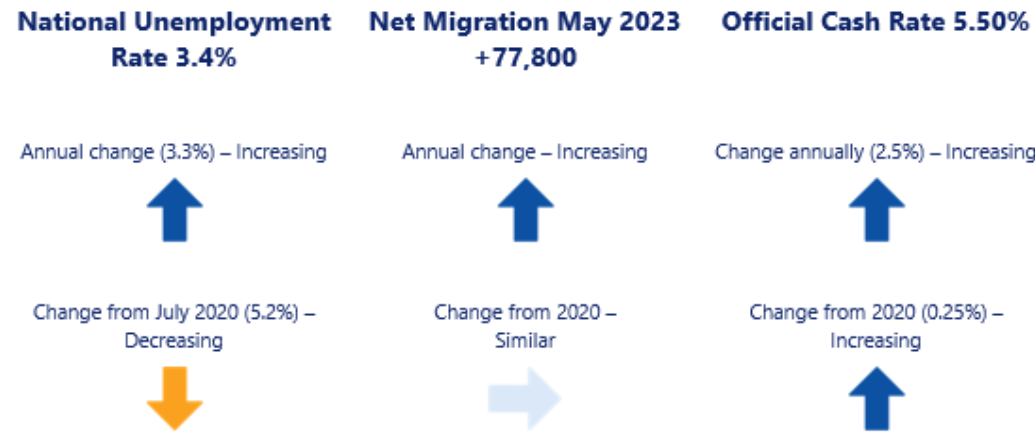 National Unemployment
Rate 3.4%
Net Migration May 2023
+77,800
Official Cash Rate 5.50%
Annual change (3.3%) – Increasing
Annual change – Increasing
Change annually (2.5%) – Increasing
Change from July 2020 (5.2%) –
Decreasing
Change from 2020 –
Similar
Change from 2020 (0.25%) –
Increasing